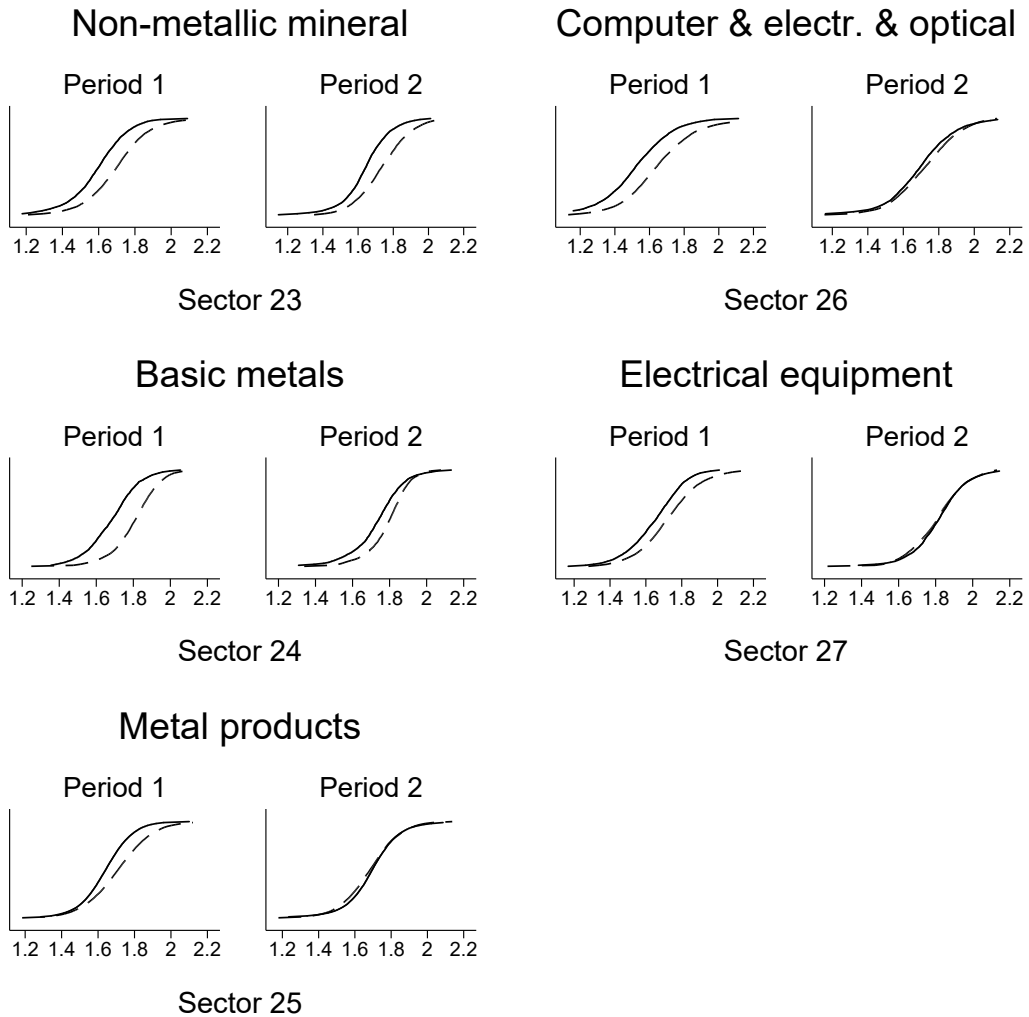 Non-metallic mineral
Period 1
Period 2
1.2 1.4 1.6 1.8 2 2.2
1.2 1.4 1.6 1.8 2 2.2
Sector 23
Computer & electr. & optical
Period 1
Period 2
1.2 1.4 1.6 1.8 2 2.2
1.2 1.4 1.6 1.8 2 2.2
Sector 26
Basic metals
Period 1
Period 2
1.2 1.4 1.6 1.8 2 2.2
1.2 1.4 1.6 1.8 2 2.2
Sector 24
Electrical equipment
Period 1
Period 2
1.2 1.4 1.6 1.8 2 2.2
1.2 1.4 1.6 1.8 2 2.2
Sector 27
Metal products
Period 1
Period 2
1.2 1.4 1.6 1.8 2 2.2
1.2 1.4 1.6 1.8 2 2.2
Sector 25